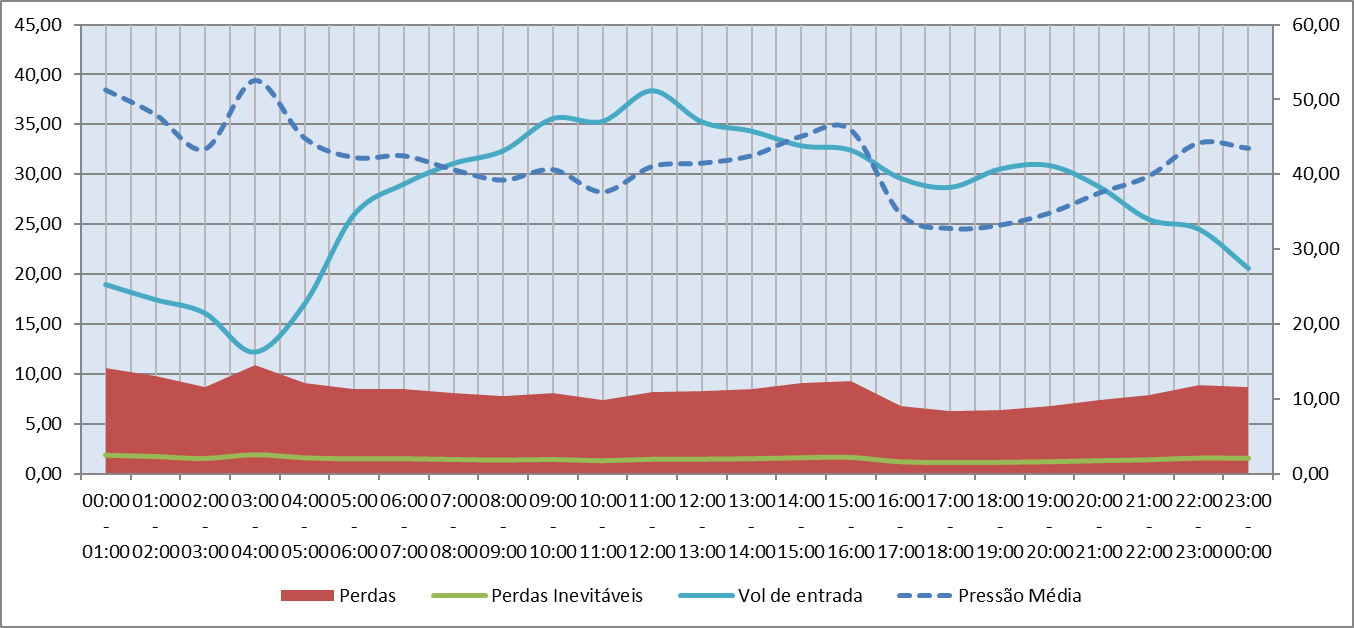 45,00 60,00
40,00 50,00
35,00
30,00 40,00
25,00 30,00
20,00
15,00 20,00
10,00 10,00
5,00
0,00 0,00
00:00 01:00 02:00 03:00 04:00 05:00 06:00 07:00 08:00 09:00 10:00 11:00 12:00 13:00 14:00 15:00 16:00 17:00 18:00 19:00 20:00 21:00 22:00 23:00
- - - - - - - - - - - - - - - - - - - - - - - -
01:00 02:00 03:00 04:00 05:00 06:00 07:00 08:00 09:00 10:00 11:00 12:00 13:00 14:00 15:00 16:00 17:00 18:00 19:00 20:00 21:00 22:00 23:00 00:00
Perdas Perdas Inevitáveis Vol de entrada Pressão Média